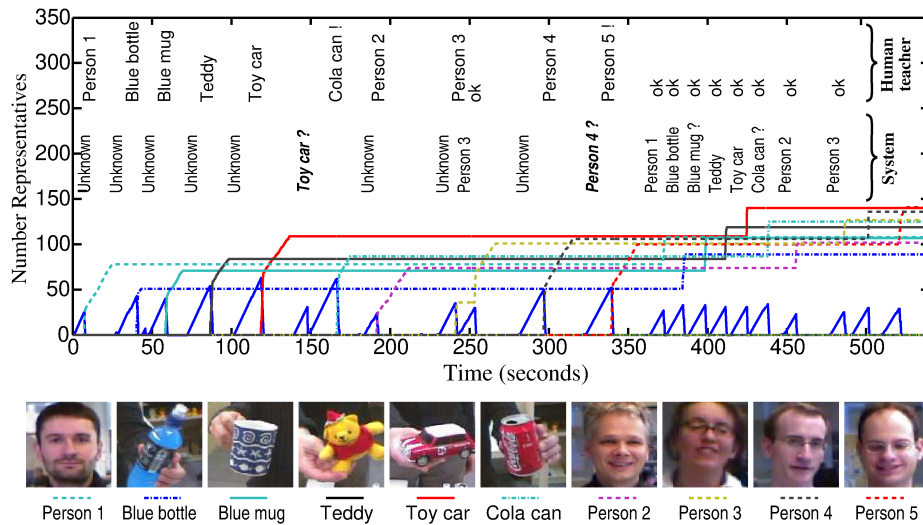 Number Representatives
350
300
250
200
150
100
50
0
Person 1
Blue bottle
Blue mug
Teddy
Toy car
Cola can !
Person 2
Person 3
ok
Person 4
Person 5 !
ok
ok
ok
ok
ok
ok
ok
ok
Human
teacher
Unknown
Unknown
Unknown
Unknown
Unknown
Toy car ?
Unknown
Unknown
Person 3
Unknown
Person 4 ?
Person 1
Blue bottle
Blue mug ?
Teddy
Toy car
Cola can ?
Person 2
Person 3
System
0 50 100 150 200 250 300 350 400 450 500
Time (seconds)
Coca-Cola
Person 1 Blue bottle Blue mug Teddy Toy car Cola can Person 2 Person 3 Person 4 Person 5